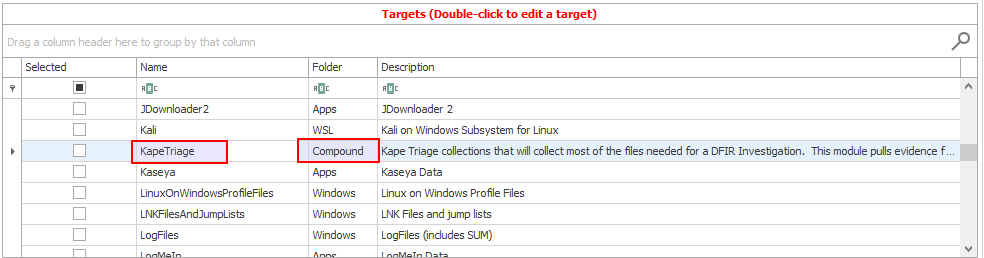 Targets (Double-click to edit a target)
Drag a column header here to group by that column
Selected Name Folder Description
ABC ABC ABC
JDownloader2 Apps JDownloader 2
Kali WSL Kali on Windows Subsystem for Linux
KapeTriage Compound Kape Triage collections that will collect most of the files needed for a DFIR Investigation. This module pulls evidence f...
Kaseya Apps Kaseya Data
LinuxOnWindowsProfileFiles Windows Linux on Windows Profile Files
LNKFilesAndJumpLists Windows LNK Files and jump lists
LogFiles Windows LogFiles (includes SUM)
LogMeIn Apps LogMeIn Data